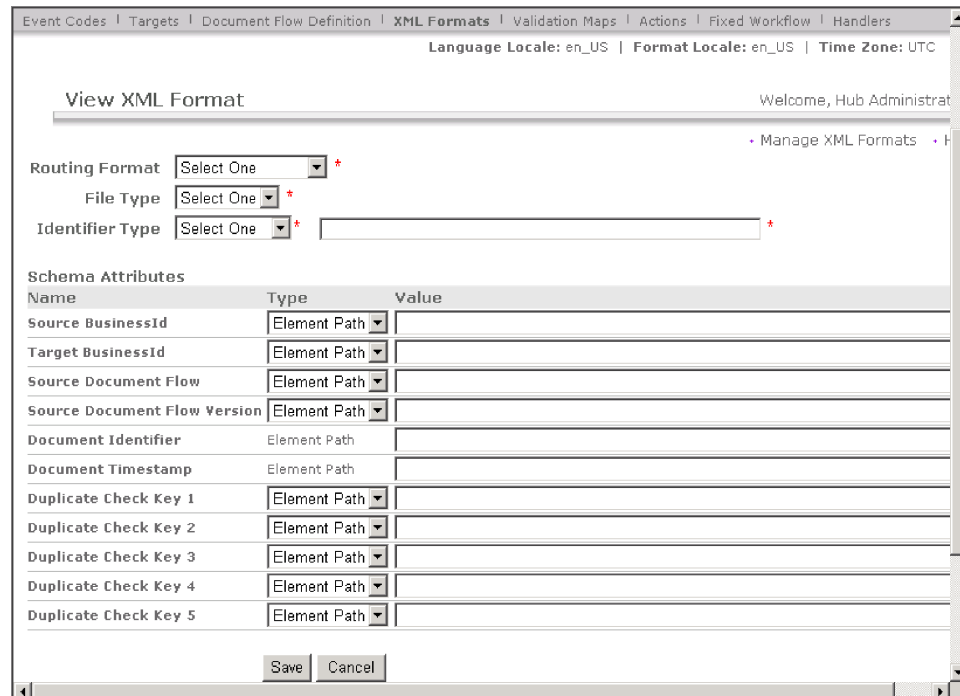 Event Codes | Targets | Document Flow Definition | XML Formats | Validation Maps | Actions | Fixed Workflow | Handlers
Language Locale: en_US | Format Locale: en_US | Time Zone: UTC
View XML Format Welcome, Hub Administrat
Manage XML Formats H
Routing Format Select One *
File Type Select One *
Identifier Type Select One * *
Schema Attributes
Name Type Value
Source BusinessId Element Path
Target BusinessId Element Path
Source Document Flow Element Path
Source Document Flow Version Element Path
Document Identifier Element Path
Document Timestamp Element Path
Duplicate Check Key 1 Element Path
Duplicate Check Key 2 Element Path
Duplicate Check Key 3 Element Path
Duplicate Check Key 4 Element Path
Duplicate Check Key 5 Element Path
Save Cancel